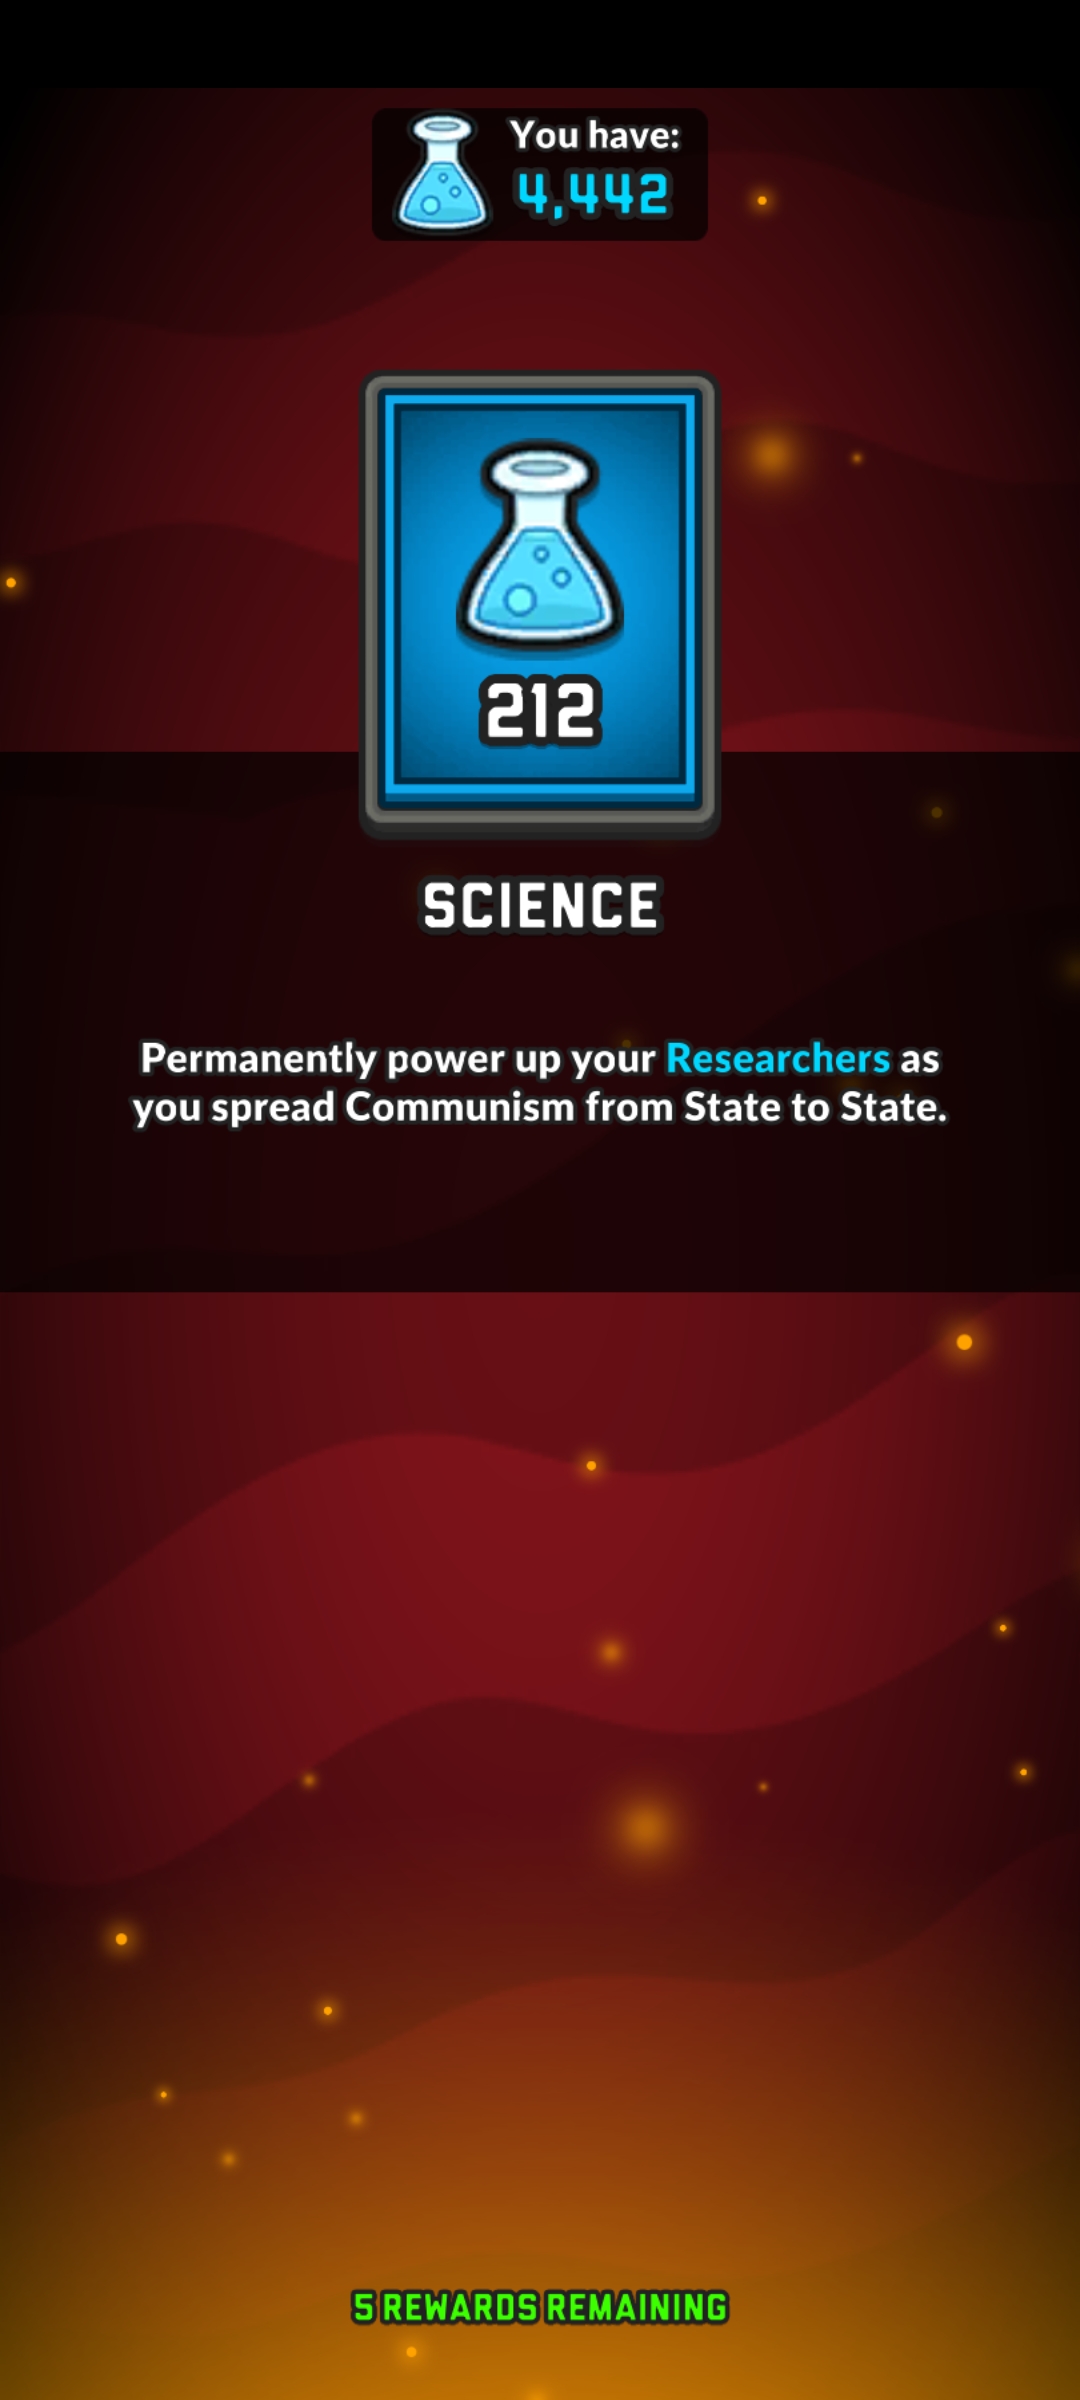 You have:
4,442
212
SCIENCE
Permanently power up your Researchers as
you spread Communism from State to State.
5 REWARDS REMAINING